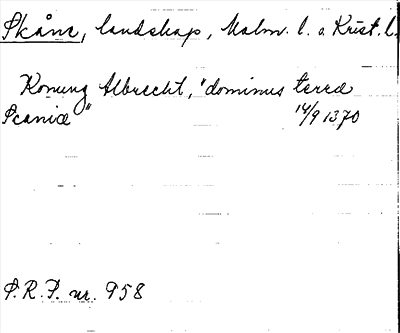 Skåne, landskap, Malm. l. o. Krist. l.
Konung Albrecht, "dominus terræ
Scaniæ" 14/9 1370
S.R.P. nr. 958